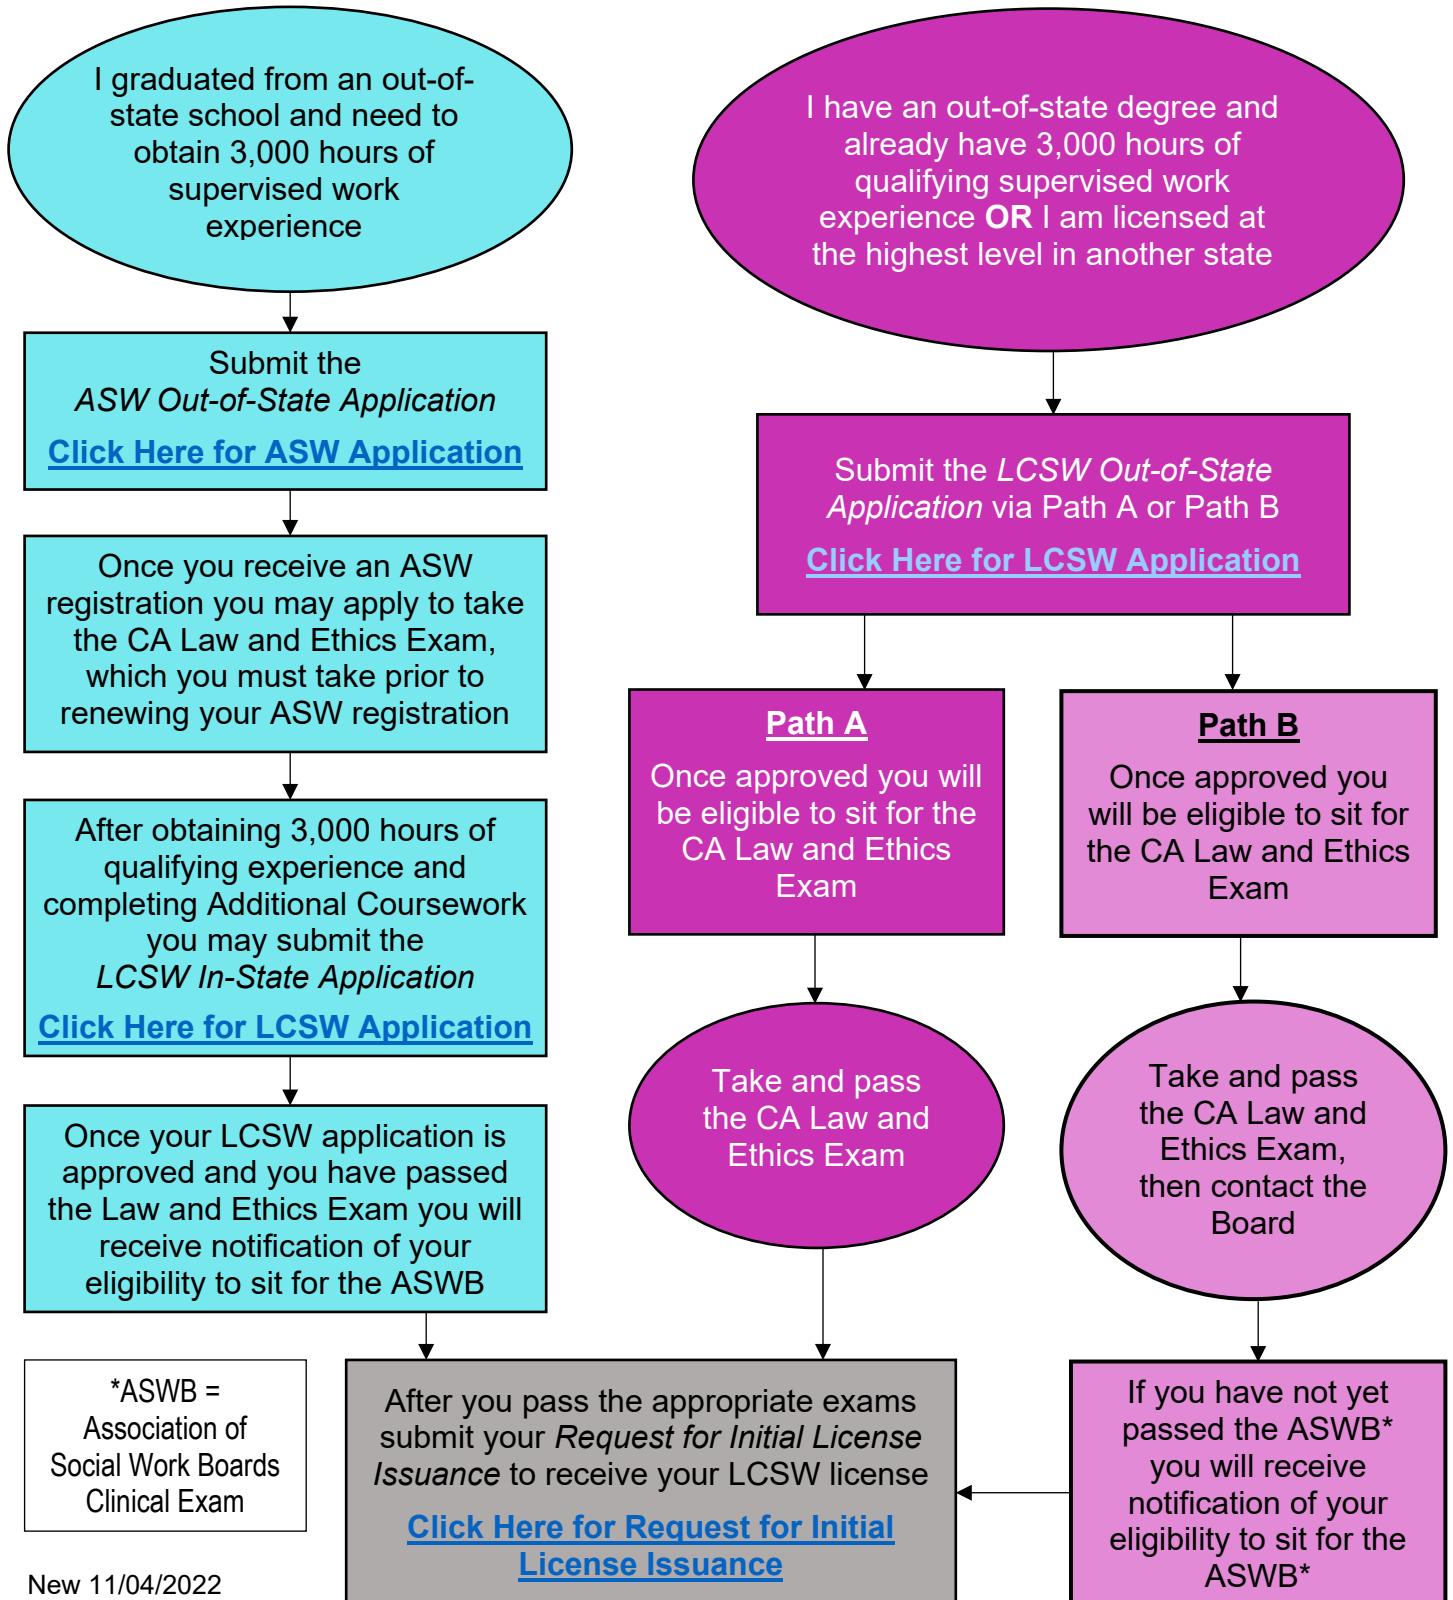 I graduated from an out-of-
state school and need to
obtain 3,000 hours of
supervised work
experience
Submit the
ASW Out-of-State Application
Click Here for ASW Application
Once you receive an ASW
registration you may apply to take
the CA Law and Ethics Exam,
which you must take prior to
renewing your ASW registration
After obtaining 3,000 hours of
qualifying experience and
completing Additional Coursework
you may submit the
LCSW In-State Application
Click Here for LCSW Application
Once your LCSW application is
approved and you have passed
the Law and Ethics Exam you will
receive notification of your
eligibility to sit for the ASWB
I have an out-of-state degree and
already have 3,000 hours of
qualifying supervised work
experience OR I am licensed at
the highest level in another state
Submit the LCSW Out-of-State
Application via Path A or Path B
Click Here for LCSW Application
Path A
Once approved you will
be eligible to sit for the
CA Law and Ethics
Exam
Take and pass
the CA Law and
Ethics Exam
Path B
Once approved you
will be eligible to sit for
the CA Law and Ethics
Exam
Take and pass
the CA Law and
Ethics Exam,
then contact the
Board
If you have not yet
passed the ASWB*
you will receive
notification of your
eligibility to sit for the
ASWB*
After you pass the appropriate exams
submit your Request for Initial License
Issuance to receive your LCSW license
Click Here for Request for Initial
License Issuance
*ASWB =
Association of
Social Work Boards
Clinical Exam
New 11/04/2022